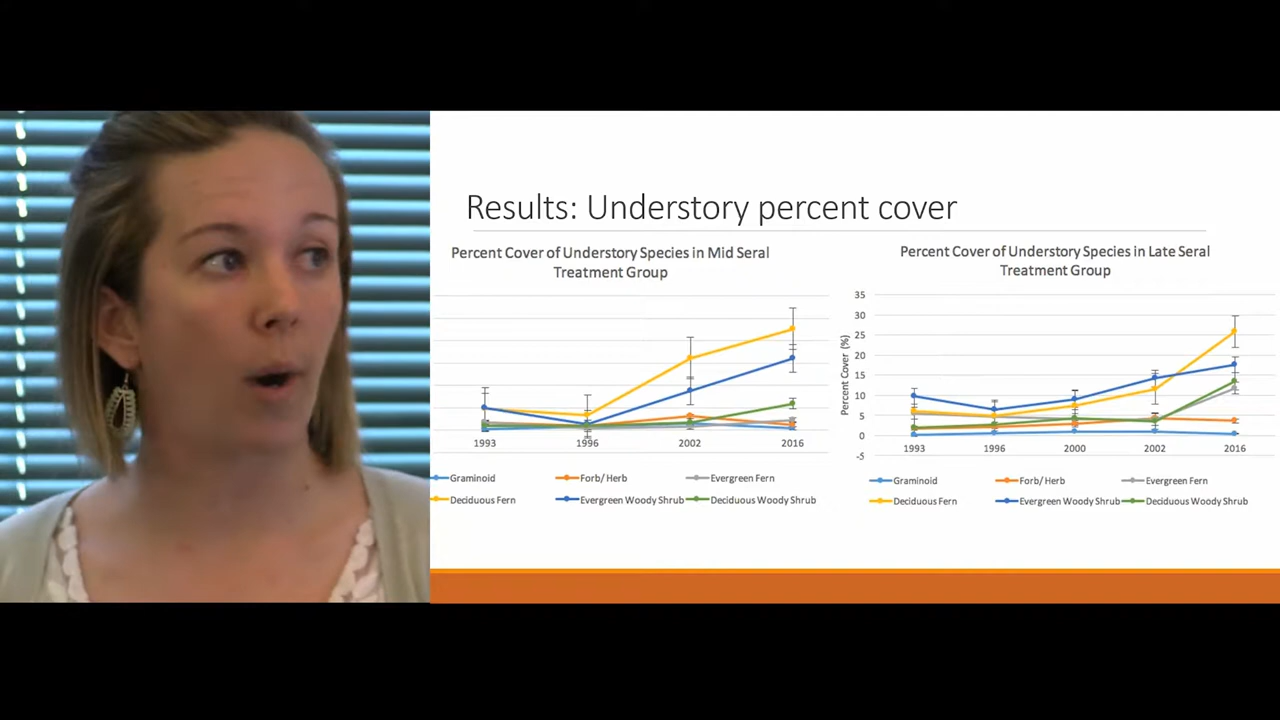 Results: Understory percent cover
Percent Cover of Understory Species in Mid Seral
Treatment Group
1993 1996 2002 2016
Graminoid Forb/ Herb Evergreen Fern
Deciduous Fern Evergreen Woody Shrub Deciduous Woody Shrub
Percent Cover of Understory Species in Late Seral
Treatment Group
Percent Cover (%)
35
30
25
20
15
10
5
0
-5
1993 1996 2000 2002 2016
Graminoid Forb/ Herb Evergreen Fern
Deciduous Fern Evergreen Woody Shrub Deciduous Woody Shrub